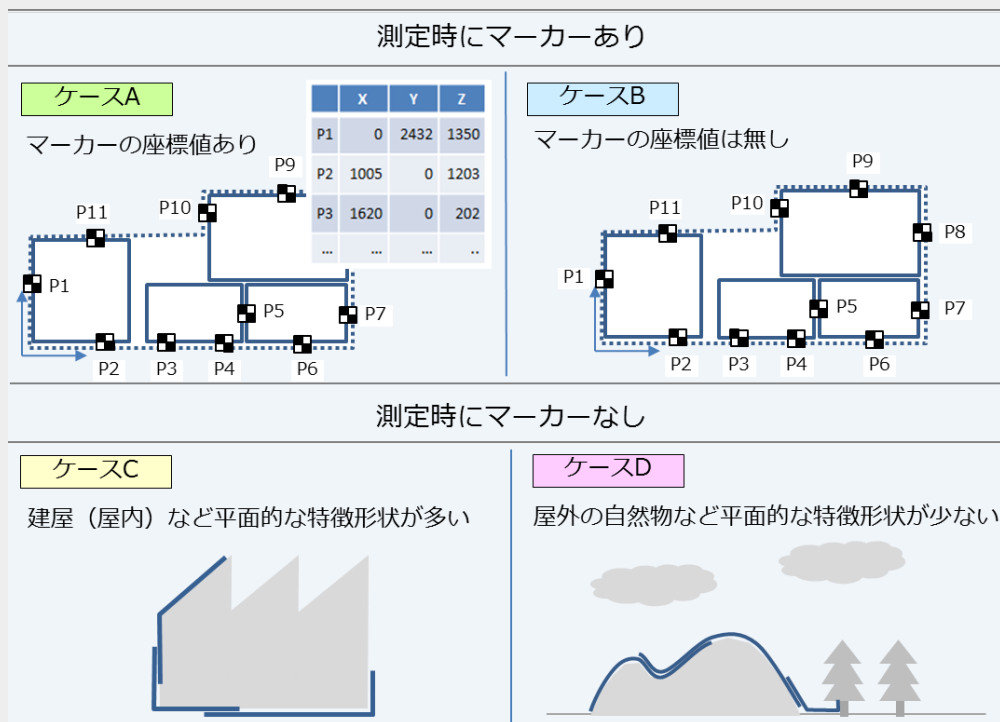 測定時にマーカーあり
ケースA
マーカーの座標値あり
X Y Z
P1 0 2432 1350
P2 1005 0 1203
P3 1620 0 202
... ... ... ..
P9
P10
P11
P1
P5
P7
P2
P3
P4
P6
ケースB
マーカーの座標値は無し
P9
P10
P11
P8
P1
P5
P7
P2
P3
P4
P6
測定時にマーカーなし
ケースC
建屋（屋内）など平面的な特徴形状が多い
ケースD
屋外の自然物など平面的な特徴形状が少ない